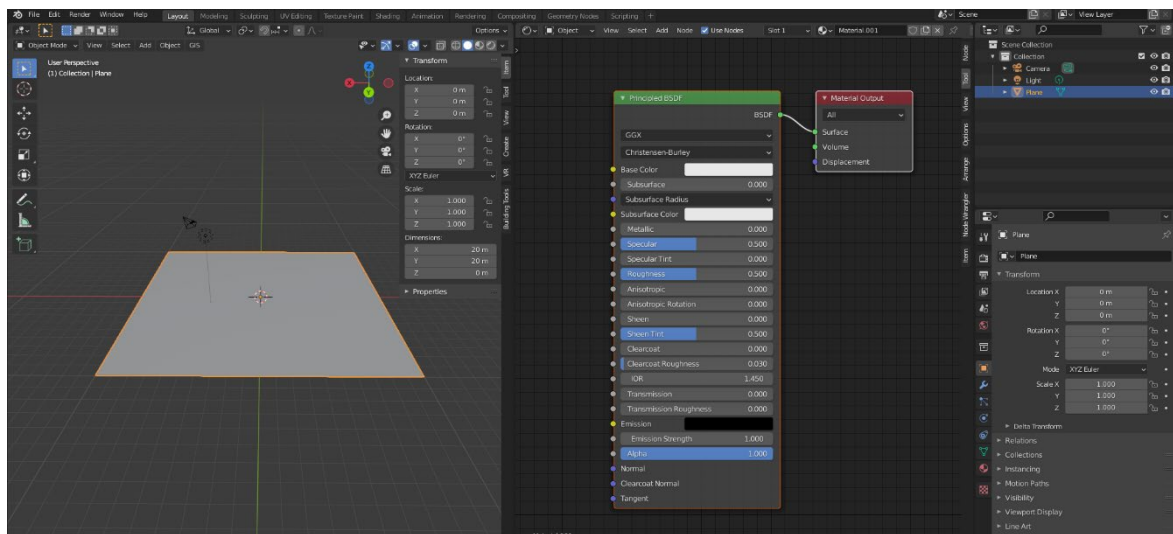 File Edit Render Window Help Layout Modeling Sculpting UV Editing Texture Paint Shading Animation Rendering Compositing Geometry Nodes Scripting + Scene View Layer
Global Options
Object View Select Add Node Use Nodes Slot 1 Material.001
Object Mode View Select Add Object GIS
User Perspective
(1) Collection | Plane
Transform
Location:
X 0 m
Y 0 m
Z 0 m
Rotation:
X 0°
Y 0°
Z 0°
XYZ Euler
Scale:
X 1.000
Y 1.000
Z 1.000
Dimensions:
X 20 m
Y 20 m
Z 0 m
Properties
Item
Tool
View
Create
VR
Building Tools
Principled BSDF
BSDF
GGX
Christensen-Burley
Base Color
Subsurface 0.000
Subsurface Radius
Subsurface Color
Metallic 0.000
Specular 0.500
Specular Tint 0.000
Roughness 0.500
Anisotropic 0.000
Anisotropic Rotation 0.000
Sheen 0.000
Sheen Tint 0.500
Clearcoat 0.000
Clearcoat Roughness 0.030
IOR 1.450
Transmission 0.000
Transmission Roughness 0.000
Emission
Emission Strength 1.000
Alpha 1.000
Normal
Clearcoat Normal
Tangent
Material Output
All
Surface
Volume
Displacement
Node
Tool
View
Options
Arrange
Node Wrangler
Item
Scene Collection
Collection
Camera
Light
Plane
Plane
Plane
Transform
Location X 0 m
Y 0 m
Z 0 m
Rotation X 0°
Y 0°
Z 0°
Mode XYZ Euler
Scale X 1.000
Y 1.000
Z 1.000
Delta Transform
Relations
Collections
Instancing
Motion Paths
Visibility
Viewport Display
Line Art